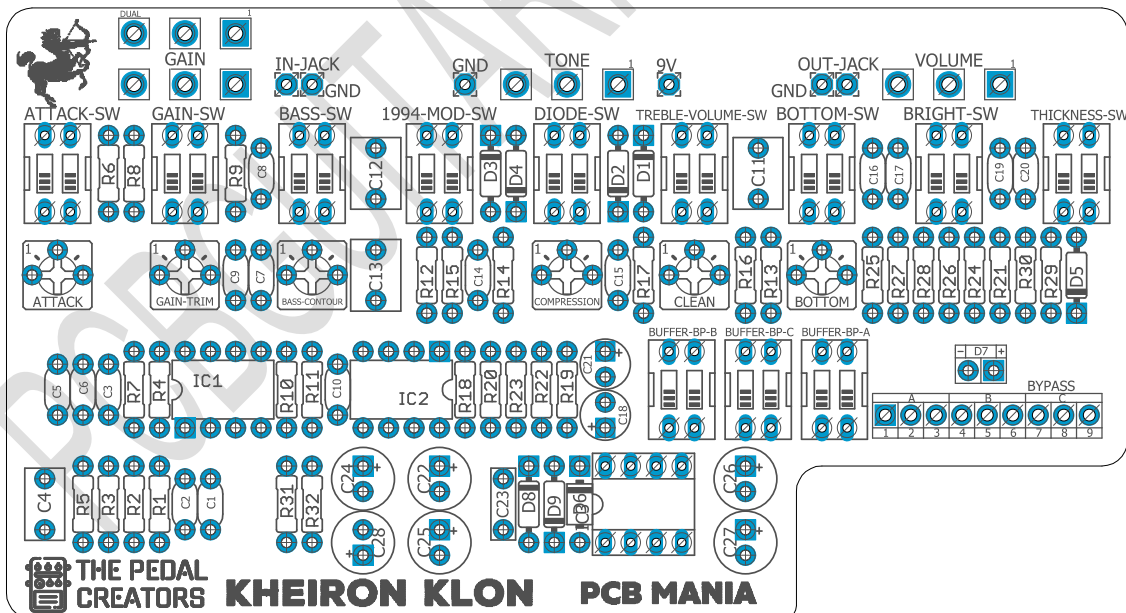 DUAL 1
GAIN IN-JACK GND TONE 1 9V OUT-JACK VOLUME 1
GND GND
ATTACK-SW GAIN-SW BASS-SW 1994-MOD-SW DIODE-SW TREBLE-VOLUME-SW BOTTOM-SW BRIGHT-SW THICKNESS-SW
R6 R8 R9 C8 C12 D3 D4 D2 D1 C11 C16 C17 C19 C20
1 1 1 1 1 1
C9 C7 C13 R12 R15 C14 R14 C15 R17 R16 R13 R25 R27 R28 R26 R24 R21 R30 R29 D5
ATTACK GAIN-TRIM BASS-CONTOUR COMPRESSION CLEAN BOTTOM
BUFFER-BP-B BUFFER-BP-C BUFFER-BP-A
- D7 +
C5 C6 C3 R7 R4 IC1 R10 R11 C10 IC2 R18 R20 R23 R22 R19 C21 + C18 +
BYPASS
A B C
1 2 3 4 5 6 7 8 9
C4 R5 R3 R2 R1 C2 C1 R31 R32 C24 + C22 + C23 D8 D9 D6 C26 +
C28 + C25 + C27 +
THE PEDAL
CREATORS
KHEIRON KLON PCB MANIA